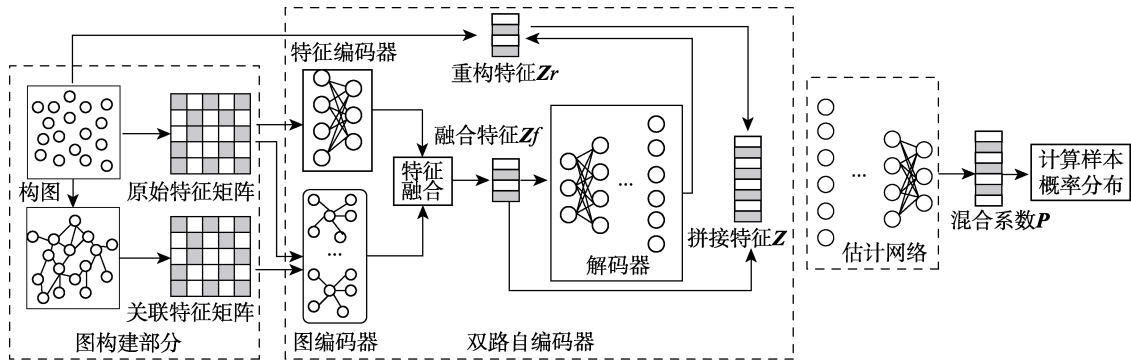 特征编码器
重构特征Zr
构图
原始特征矩阵
关联特征矩阵
图构建部分
特征
融合
融合特征Zf
...
图编码器
...
解码器
双路自编码器
拼接特征Z
...
估计网络
混合系数P
计算样本
概率分布